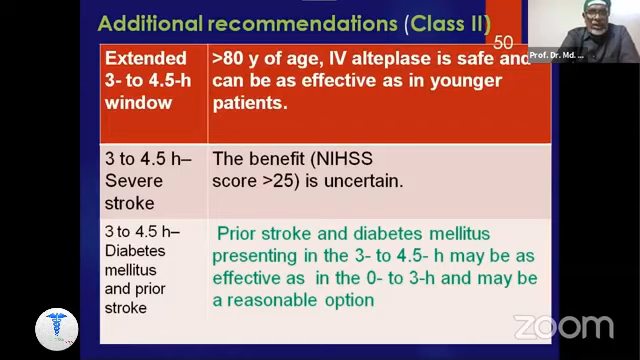 Additional recommendations (Class II)
50
Prof. Dr. Md. ...
Extended
3- to 4.5-h
window
>80 y of age, IV alteplase is safe and
can be as effective as in younger
patients.
3 to 4.5 h–
Severe
stroke
The benefit (NIHSS
score >25) is uncertain.
3 to 4.5 h–
Diabetes
mellitus
and prior
stroke
Prior stroke and diabetes mellitus
presenting in the 3- to 4.5- h may be as
effective as in the 0- to 3-h and may be
a reasonable option
zoom